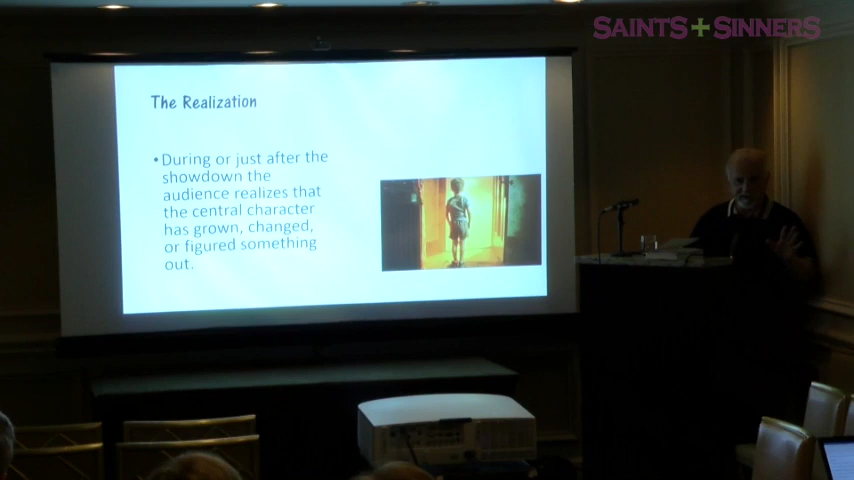 SAINTS+SINNERS
The Realization
• During or just after the
showdown the
audience realizes that
the central character
has grown, changed,
or figured something
out.